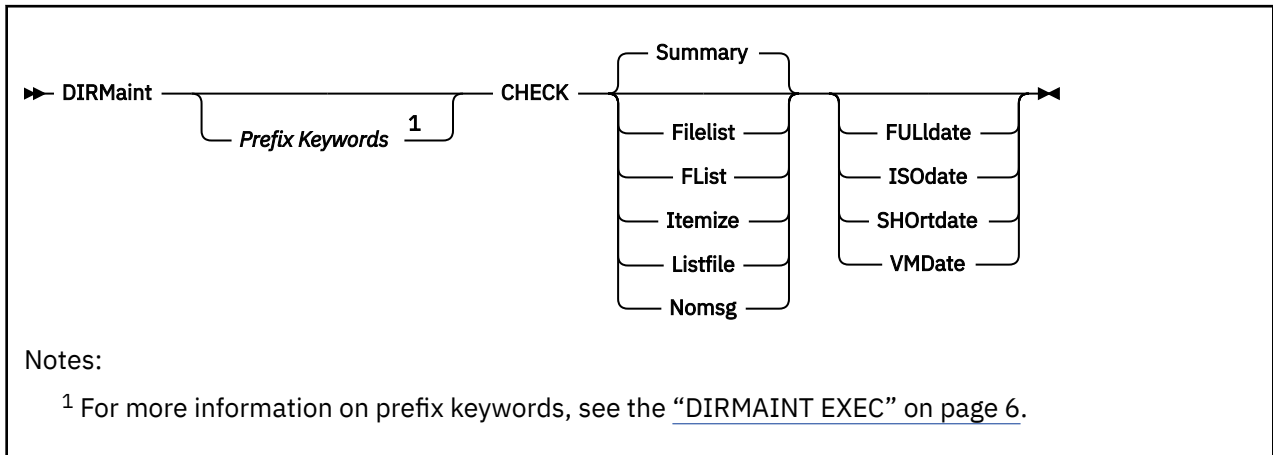 Summary
DIRMaint
CHECK
Prefix Keywords 1
Filelist
FList
Itemize
Listfile
Nomsg
FULldate
ISOdate
SHOrtdate
VMDate
Notes:
1 For more information on prefix keywords, see the “DIRMAINT EXEC” on page 6.